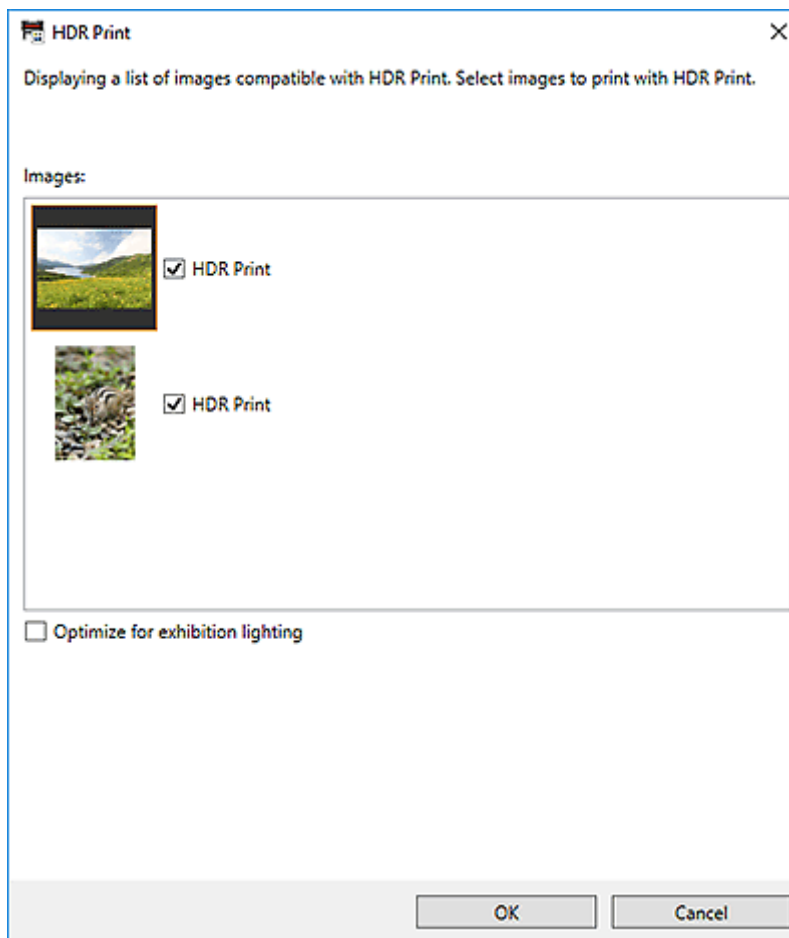 HDR Print
Displaying a list of images compatible with HDR Print. Select images to print with HDR Print.
Images:
HDR Print
HDR Print
Optimize for exhibition lighting
OK
Cancel